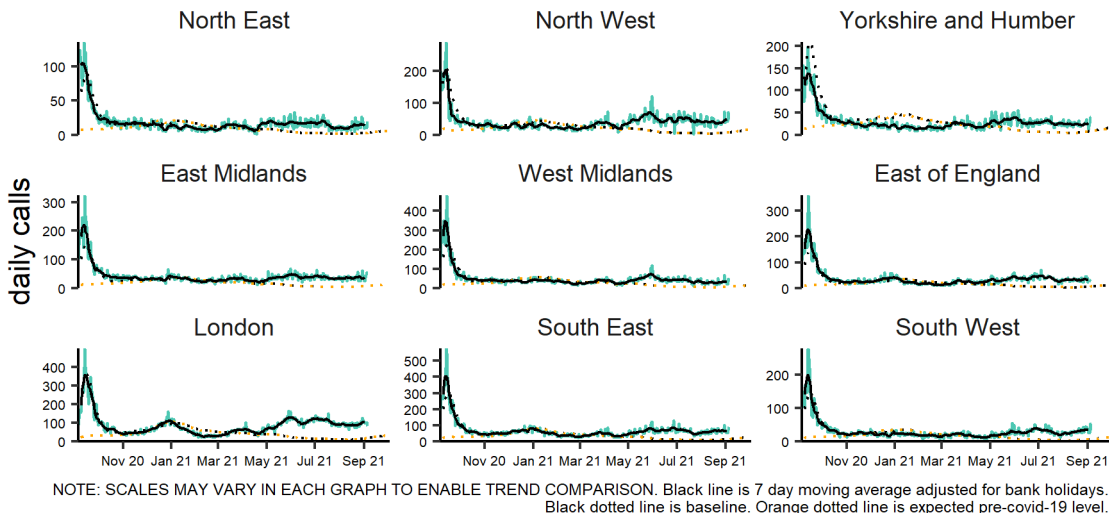 North East
North West
Yorkshire and Humber
100
50
0
200
100
0
200
150
100
50
0
daily calls
East Midlands
West Midlands
East of England
300
200
100
0
400
300
200
100
0
300
200
100
0
London
South East
South West
400
300
200
100
0
500
400
300
200
100
0
200
100
0
Nov 20 Jan 21 Mar 21 May 21 Jul 21 Sep 21
Nov 20 Jan 21 Mar 21 May 21 Jul 21 Sep 21
Nov 20 Jan 21 Mar 21 May 21 Jul 21 Sep 21
NOTE: SCALES MAY VARY IN EACH GRAPH TO ENABLE TREND COMPARISON. Black line is 7 day moving average adjusted for bank holidays.
Black dotted line is baseline. Orange dotted line is expected pre-covid-19 level.